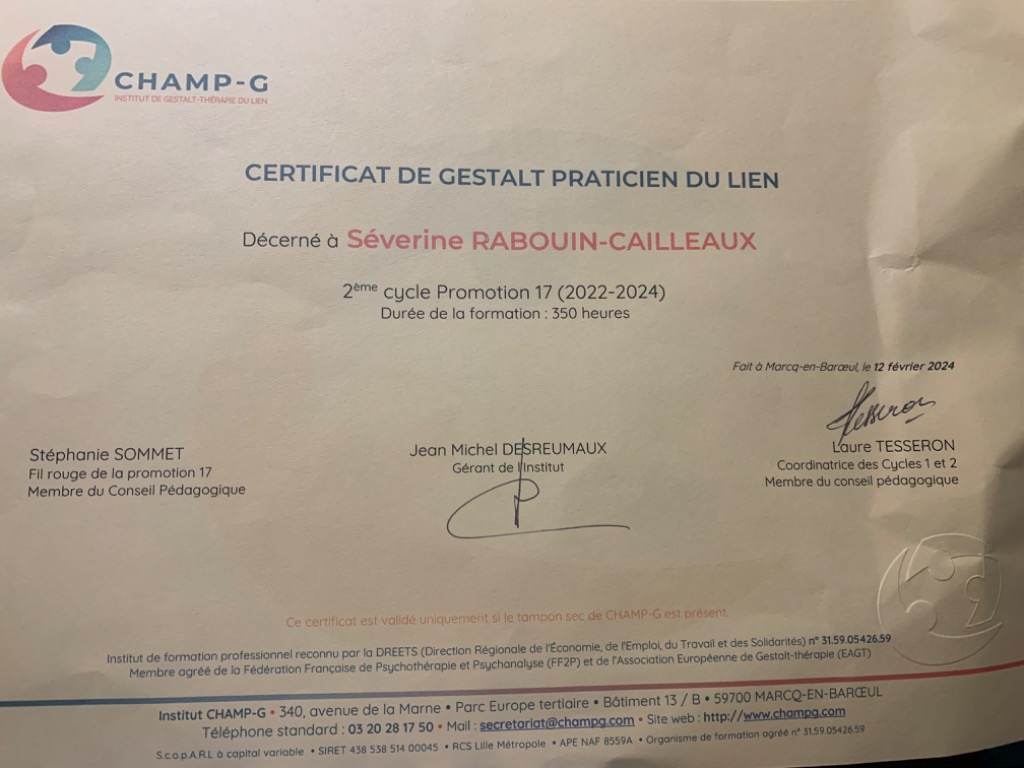 CHAMP-G
INSTITUT DE GESTALT-THÉRAPIE DU LIEN
CERTIFICAT DE GESTALT PRATICIEN DU LIEN
Décerné à Séverine RABOUIN-CAILLEAUX
2ème cycle Promotion 17 (2022-2024)
Durée de la formation : 350 heures
Fait à Marcq-en-Barœul, le 12 février 2024
Tesseron
Stéphanie SOMMET
Fil rouge de la promotion 17
Membre du Conseil Pédagogique
Jean Michel DESREUMAUX
Gérant de l'Institut
Laure TESSERON
Coordinatrice des Cycles 1 et 2
Membre du conseil pédagogique
Ce certificat est validé uniquement si le tampon sec de CHAMP-G est présent.
Institut de formation professionnel reconnu par la DREETS (Direction Régionale de l'Économie, de l'Emploi, du Travail et des Solidarités) n° 31.59.05426.59
Membre agréé de la Fédération Française de Psychothérapie et Psychanalyse (FF2P) et de l'Association Européenne de Gestalt-thérapie (EAGT)
Institut CHAMP-G • 340, avenue de la Marne • Parc Europe tertiaire • Bâtiment 13 / B • 59700 MARCQ-EN-BARŒUL
Téléphone standard : 03 20 28 17 50 • Mail : secretariat@champg.com • Site web : http://www.champg.com
S.c.o.p.A.R.L à capital variable • SIRET 438 538 514 00045 • RCS Lille Métropole • APE NAF 8559A • Organisme de formation agréé n° 31.59.05426.59